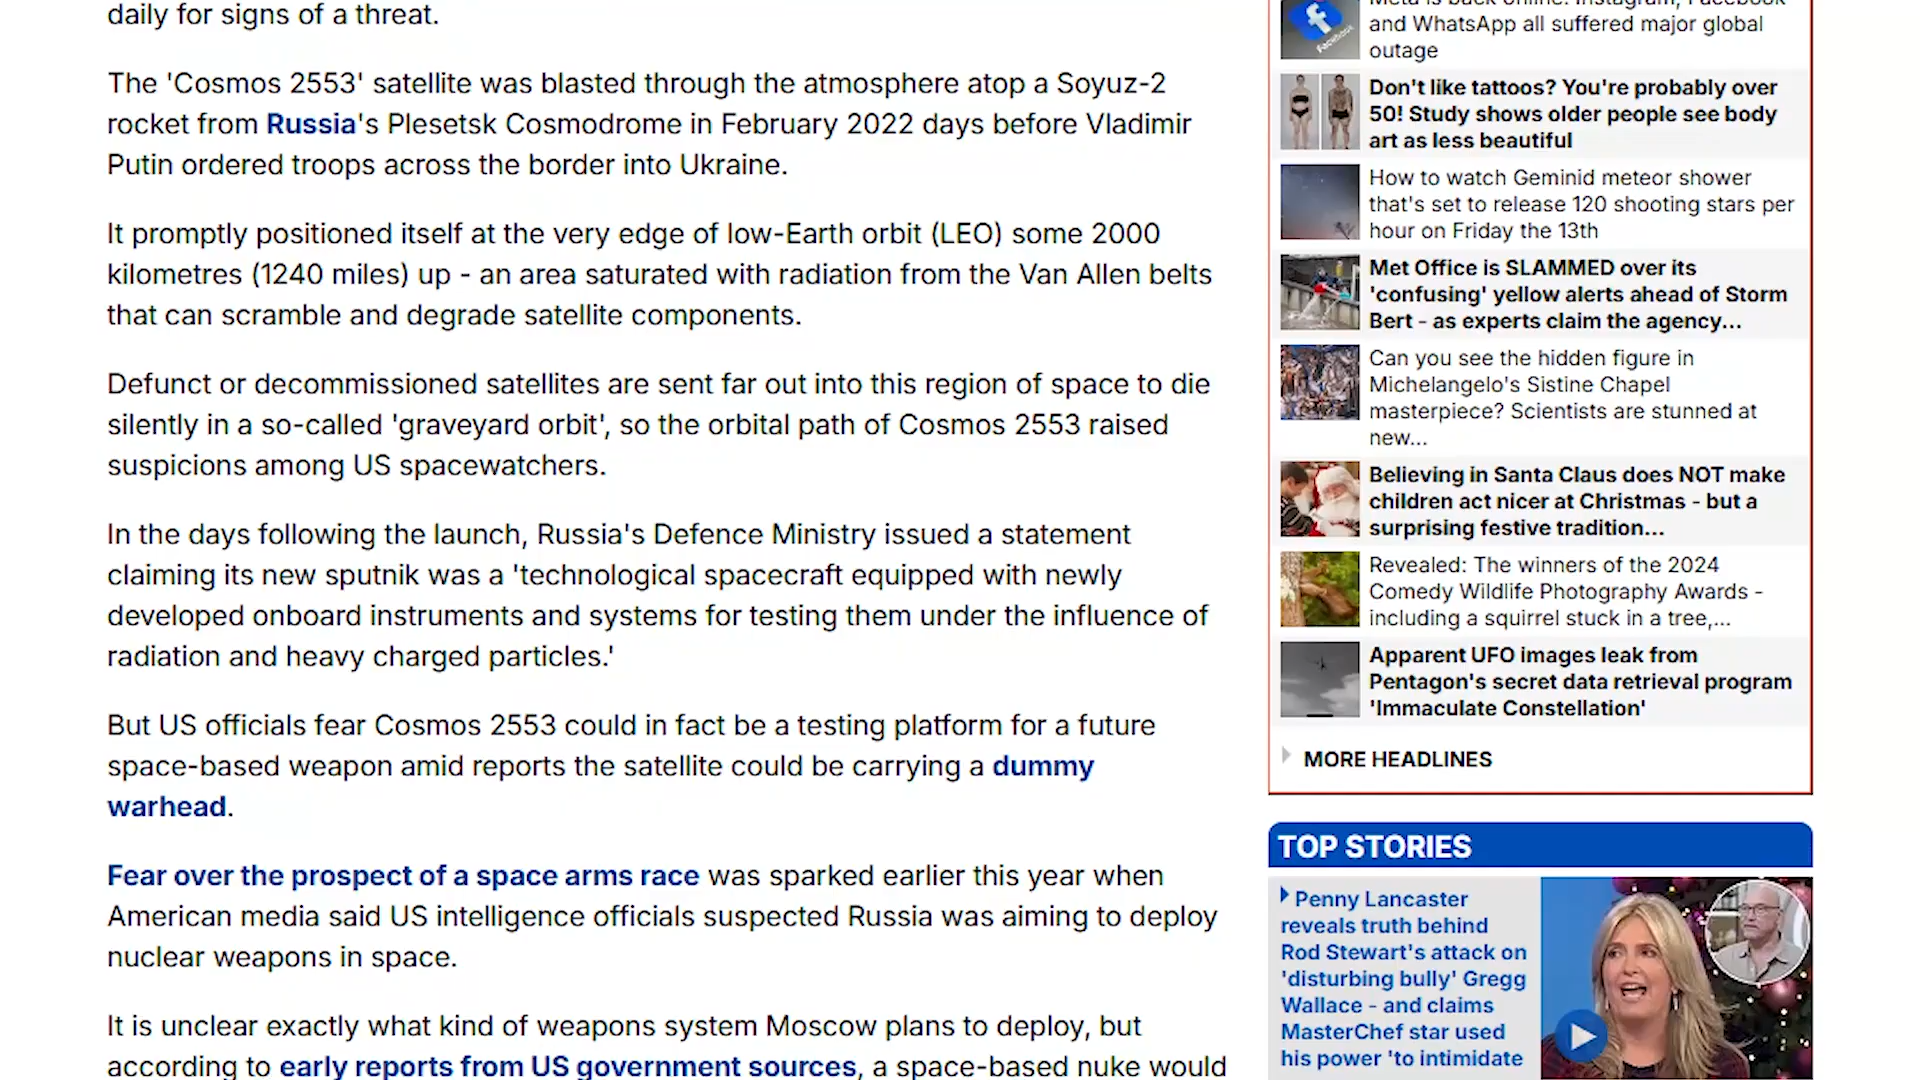 daily for signs of a threat.
The 'Cosmos 2553' satellite was blasted through the atmosphere atop a Soyuz-2
rocket from Russia's Plesetsk Cosmodrome in February 2022 days before Vladimir
Putin ordered troops across the border into Ukraine.
It promptly positioned itself at the very edge of low-Earth orbit (LEO) some 2000
kilometres (1240 miles) up - an area saturated with radiation from the Van Allen belts
that can scramble and degrade satellite components.
Defunct or decommissioned satellites are sent far out into this region of space to die
silently in a so-called 'graveyard orbit', so the orbital path of Cosmos 2553 raised
suspicions among US spacewatchers.
In the days following the launch, Russia's Defence Ministry issued a statement
claiming its new sputnik was a 'technological spacecraft equipped with newly
developed onboard instruments and systems for testing them under the influence of
radiation and heavy charged particles.'
But US officials fear Cosmos 2553 could in fact be a testing platform for a future
space-based weapon amid reports the satellite could be carrying a dummy
warhead.
Fear over the prospect of a space arms race was sparked earlier this year when
American media said US intelligence officials suspected Russia was aiming to deploy
nuclear weapons in space.
It is unclear exactly what kind of weapons system Moscow plans to deploy, but
according to early reports from US government sources, a space-based nuke would
Meta is back online: Instagram, Facebook
and WhatsApp all suffered major global
outage
Facebook
Don't like tattoos? You're probably over
50! Study shows older people see body
art as less beautiful
How to watch Geminid meteor shower
that's set to release 120 shooting stars per
hour on Friday the 13th
Met Office is SLAMMED over its
'confusing' yellow alerts ahead of Storm
Bert - as experts claim the agency...
Can you see the hidden figure in
Michelangelo's Sistine Chapel
masterpiece? Scientists are stunned at
new...
Believing in Santa Claus does NOT make
children act nicer at Christmas - but a
surprising festive tradition...
Revealed: The winners of the 2024
Comedy Wildlife Photography Awards -
including a squirrel stuck in a tree,...
Apparent UFO images leak from
Pentagon's secret data retrieval program
'Immaculate Constellation'
MORE HEADLINES
TOP STORIES
Penny Lancaster
reveals truth behind
Rod Stewart's attack on
'disturbing bully' Gregg
Wallace - and claims
MasterChef star used
his power 'to intimidate